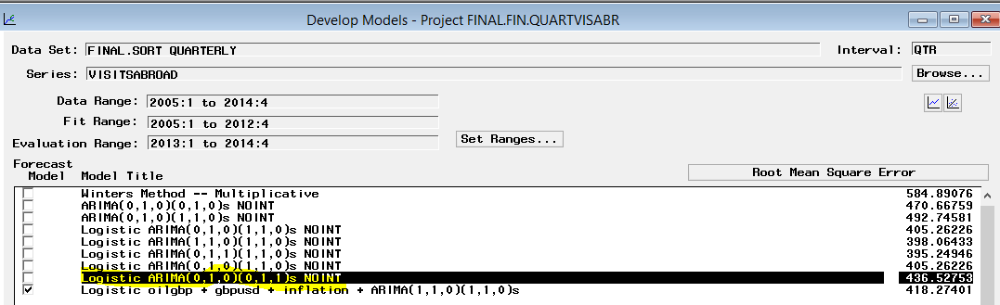 Develop Models - Project FINAL.FIN.QUARTVISABR
Data Set: FINAL.SORT QUARTERLY Interval: QTR
Series: VISITSABROAD Browse...
Data Range: 2005:1 to 2014:4
Fit Range: 2005:1 to 2012:4
Evaluation Range: 2013:1 to 2014:4 Set Ranges...
Forecast
Model Model Title Root Mean Square Error
Winters Method -- Multiplicative 584.89076
ARIMA(0,1,0)(0,1,0)s NOINT 470.66759
ARIMA(0,1,0)(1,1,0)s NOINT 492.74581
Logistic ARIMA(0,1,0)(1,1,0)s NOINT 405.26226
Logistic ARIMA(0,1,0)(1,1,0)s NOINT 398.06433
Logistic ARIMA(0,1,1)(1,1,0)s NOINT 395.24946
Logistic ARIMA(0,1,0)(1,1,0)s NOINT 405.26226
Logistic ARIMA(0,1,0)(0,1,1)s NOINT 436.52753
Logistic oilgbp + gbpusd + inflation + ARIMA(1,1,0)(1,1,0)s 418.27401